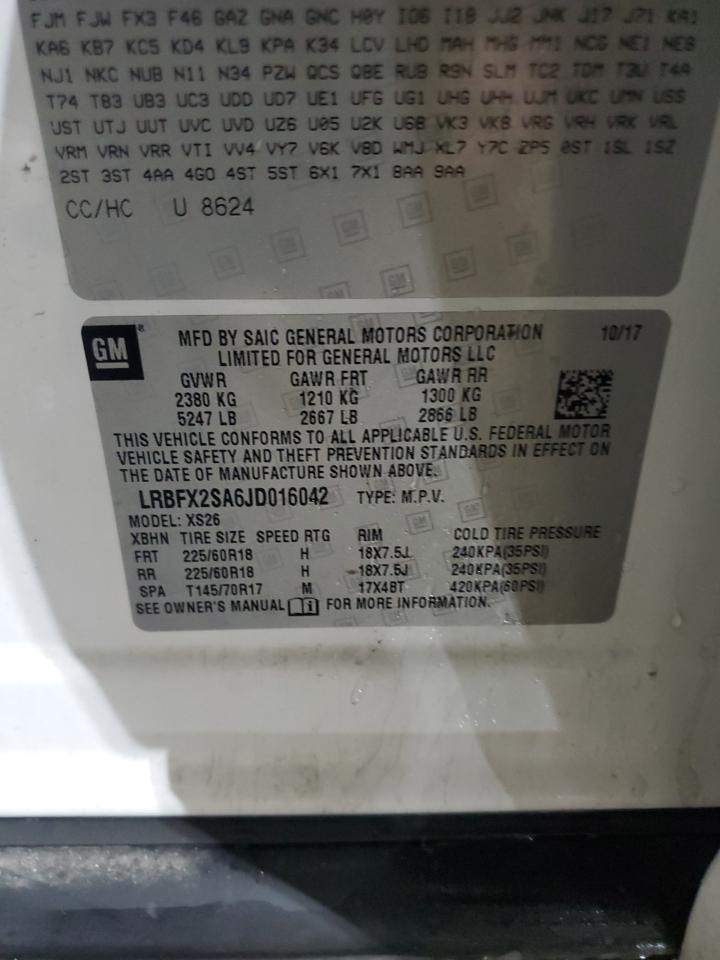 FJM FJW FX3 F46 GAZ GNA GNC H0Y IO6 I18 JJ2 JNK J17 J71 KA1
KA6 KB7 KC5 KD4 KL9 KPA K34 LCV LHD MAH MHG MM1 NCG NE1 NE8
NJ1 NKC NUB N11 N34 PZW QCS Q8E RUB R9N SLM TC2 TDM T3U T4A
T74 T83 UB3 UC3 UDD UD7 UE1 UFG UG1 UHG UHH UJM UKC UMN USS
UST UTJ UUT UVC UVD UZ6 U05 U2K U68 VK3 VK8 VRG VRH VRK VRL
VRM VRN VRR VTI VV4 VY7 V6K V8D WMJ XL7 Y7C ZP5 0ST 1SL 1SZ
2ST 3ST 4AA 4GO 4ST 5ST 6X1 7X1 8AA 9AA
CC/HC U 8624
GM ®
MFD BY SAIC GENERAL MOTORS CORPORATION 10/17
LIMITED FOR GENERAL MOTORS LLC
GVWR GAWR FRT GAWR RR
2380 KG 1210 KG 1300 KG
5247 LB 2667 LB 2866 LB
THIS VEHICLE CONFORMS TO ALL APPLICABLE U.S. FEDERAL MOTOR
VEHICLE SAFETY AND THEFT PREVENTION STANDARDS IN EFFECT ON
THE DATE OF MANUFACTURE SHOWN ABOVE.
LRBFX2SA6JD016042 TYPE: M.P.V.
MODEL: XS26
XBHN TIRE SIZE SPEED RTG RIM COLD TIRE PRESSURE
FRT 225/60R18 H 18X7.5J 240KPA(35PSI)
RR 225/60R18 H 18X7.5J 240KPA(35PSI)
SPA T145/70R17 M 17X4BT 420KPA(60PSI)
SEE OWNER'S MANUAL FOR MORE INFORMATION.